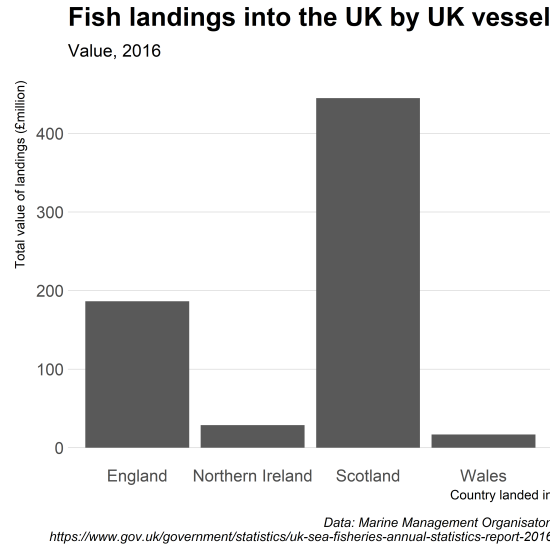 Fish landings into the UK by UK vessel
Value, 2016
Total value of landings (£million)
400
300
200
100
0
England Northern Ireland Scotland Wales
Country landed in
Data: Marine Management Organisator
https://www.gov.uk/government/statistics/uk-sea-fisheries-annual-statistics-report-2016